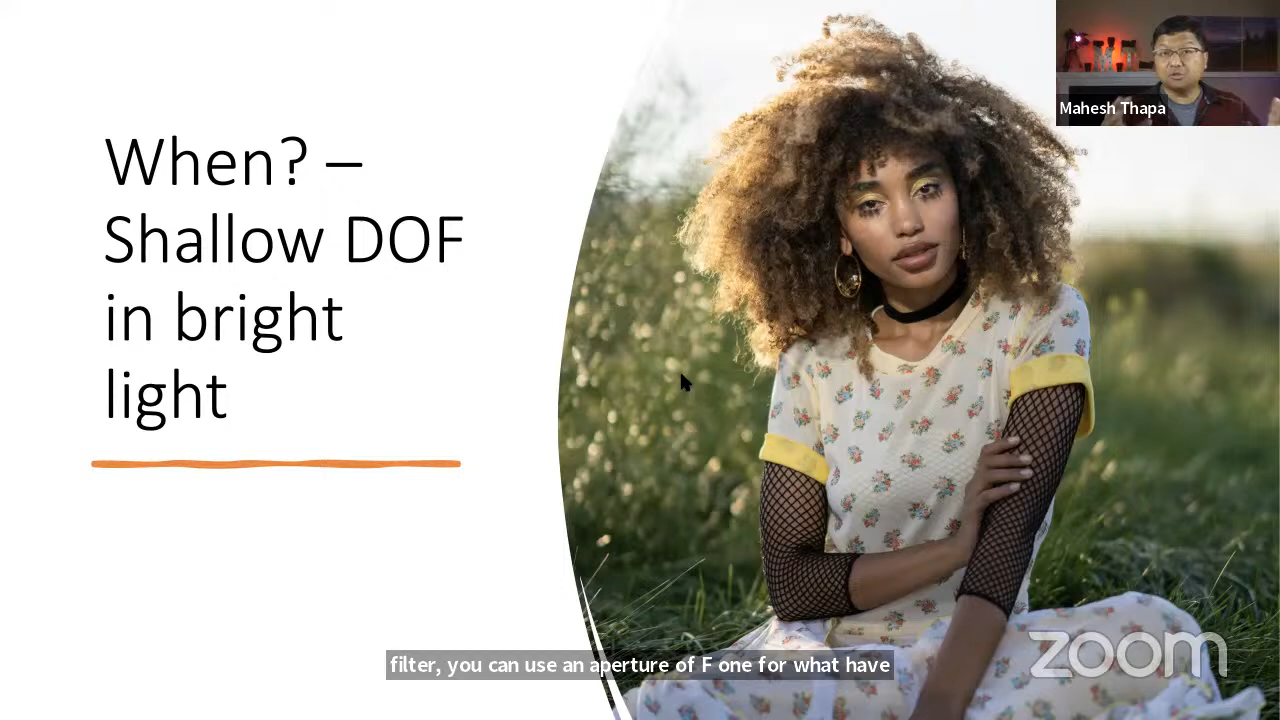 When? –
Shallow DOF
in bright
light
Mahesh Thapa
zoom
filter, you can use an aperture of F one for what have